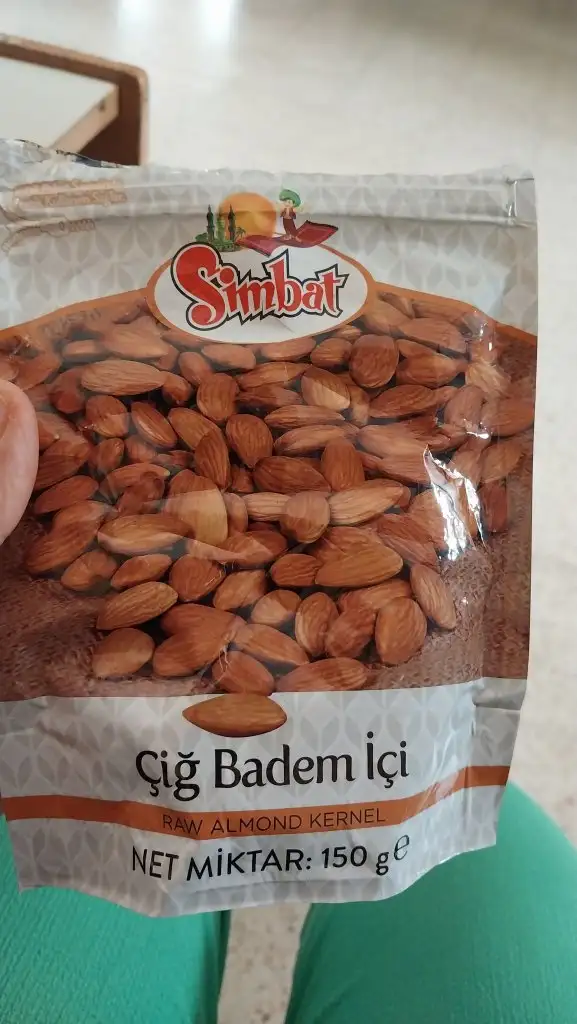 Simbat
Çiğ Badem İçi
RAW ALMOND KERNEL
NET MİKTAR: 150 g e